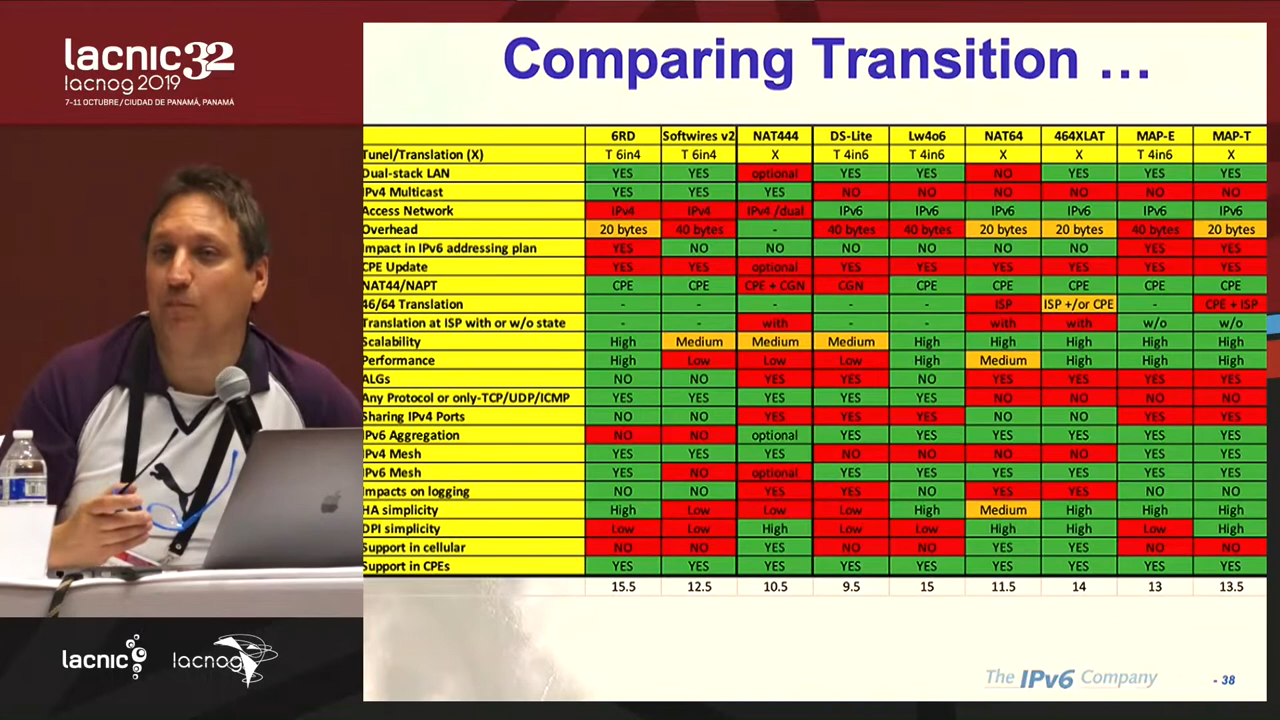 lacnic32
lacnog 2019
7-11 OCTUBRE / CIUDAD DE PANAMÁ, PANAMÁ
Comparing Transition ...
6RD Softwires v2 NAT444 DS-Lite Lw4o6 NAT64 464XLAT MAP-E MAP-T
Tunel/Translation (X) T 6in4 T 6in4 X T 4in6 T 4in6 X X T 4in6 X
Dual-stack LAN YES YES optional YES YES NO YES YES YES
IPv4 Multicast YES YES YES NO NO NO NO NO NO
Access Network IPv4 IPv4 IPv4 /dual IPv6 IPv6 IPv6 IPv6 IPv6 IPv6
Overhead 20 bytes 40 bytes - 40 bytes 40 bytes 20 bytes 20 bytes 40 bytes 20 bytes
Impact in IPv6 addressing plan YES NO NO NO NO NO NO YES YES
CPE Update YES YES optional YES YES YES YES YES YES
NAT44/NAPT CPE CPE CPE + CGN CGN CPE CPE CPE CPE CPE
46/64 Translation - - - - - ISP ISP +/or CPE - CPE + ISP
Translation at ISP with or w/o state - - with - - with with w/o w/o
Scalability High Medium Medium Medium High High High High High
Performance High Low Low Low High Medium High High High
ALGs NO NO YES YES NO YES YES YES YES
Any Protocol or only-TCP/UDP/ICMP YES YES YES YES YES NO NO NO NO
Sharing IPv4 Ports NO NO YES YES YES NO NO YES YES
IPv6 Aggregation NO NO optional YES YES YES YES YES YES
IPv4 Mesh YES YES YES NO NO NO NO YES YES
IPv6 Mesh YES NO optional YES YES YES YES YES YES
Impacts on logging NO NO YES YES NO YES YES NO NO
HA simplicity High Low Low Low High Medium High High High
DPI simplicity Low Low High Low Low High High Low High
Support in cellular NO NO YES NO NO YES YES NO NO
Support in CPEs YES YES YES YES YES YES YES YES YES
15.5 12.5 10.5 9.5 15 11.5 14 13 13.5
lacnic
lacnog
The IPv6 Company
- 38